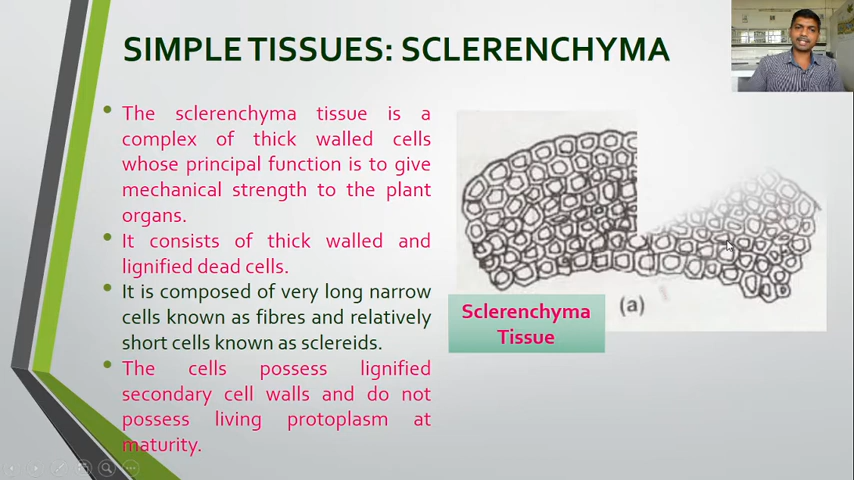 SIMPLE TISSUES: SCLERENCHYMA
• The sclerenchyma tissue is a
complex of thick walled cells
whose principal function is to give
mechanical strength to the plant
organs.
• It consists of thick walled and
lignified dead cells.
• It is composed of very long narrow
cells known as fibres and relatively
short cells known as sclereids.
• The cells possess lignified
secondary cell walls and do not
possess living protoplasm at
maturity.
(a)
Sclerenchyma
Tissue